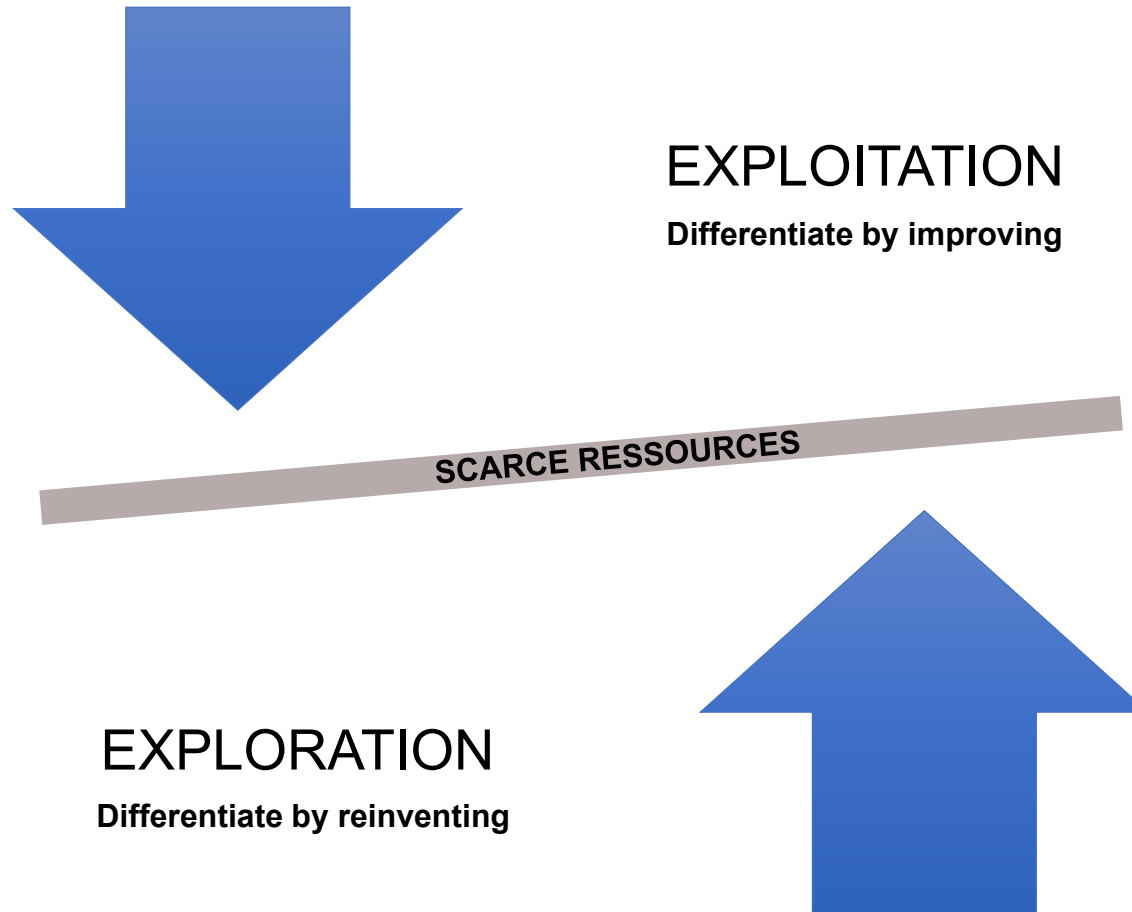 EXPLOITATION
Differentiate by improving
SCARCE RESSOURCES
EXPLORATION
Differentiate by reinventing